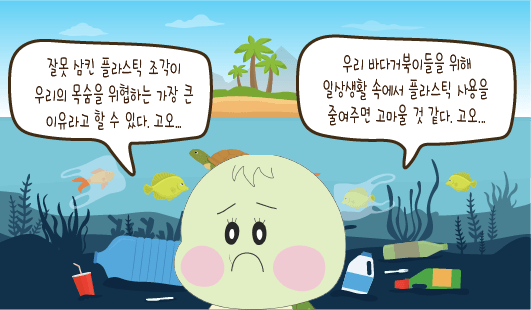 잘못 삼킨 플라스틱 조각이
우리의 목숨을 위협하는 가장 큰
이유라고 할 수 있다. 고오...
우리 바다거북이들을 위해
일상생활 속에서 플라스틱 사용을
줄여주면 고마울 것 같다. 고오...